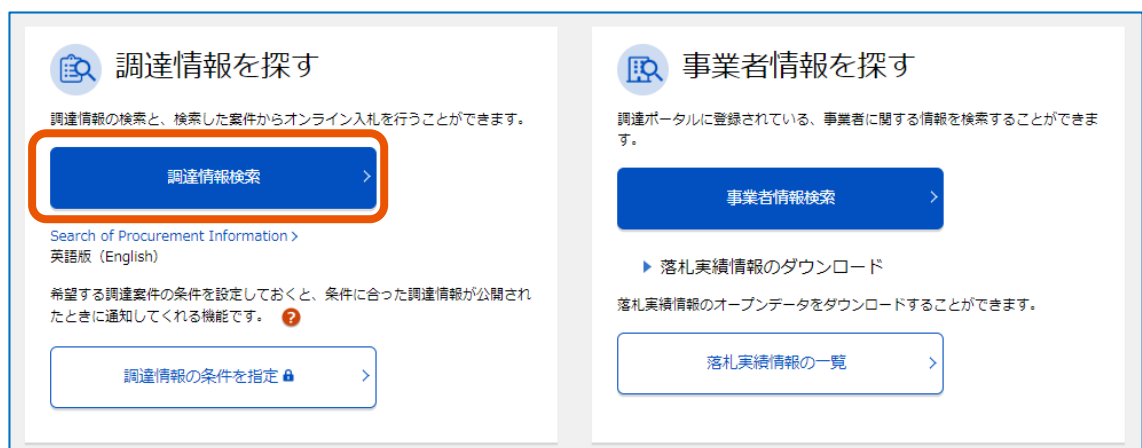 調達情報を探す
調達情報の検索と、検索した案件からオンライン入札を行うことができます。
調達情報検索
Search of Procurement Information
英語版（English）
希望する調達案件の条件を設定しておくと、条件に合った調達情報が公開され
たときに通知してくれる機能です。 ?
調達情報の条件を指定
事業者情報を探す
調達ポータルに登録されている、事業者に関する情報を検索することができま
す。
事業者情報検索
落札実績情報のダウンロード
落札実績情報のオープンデータをダウンロードすることができます。
落札実績情報の一覧